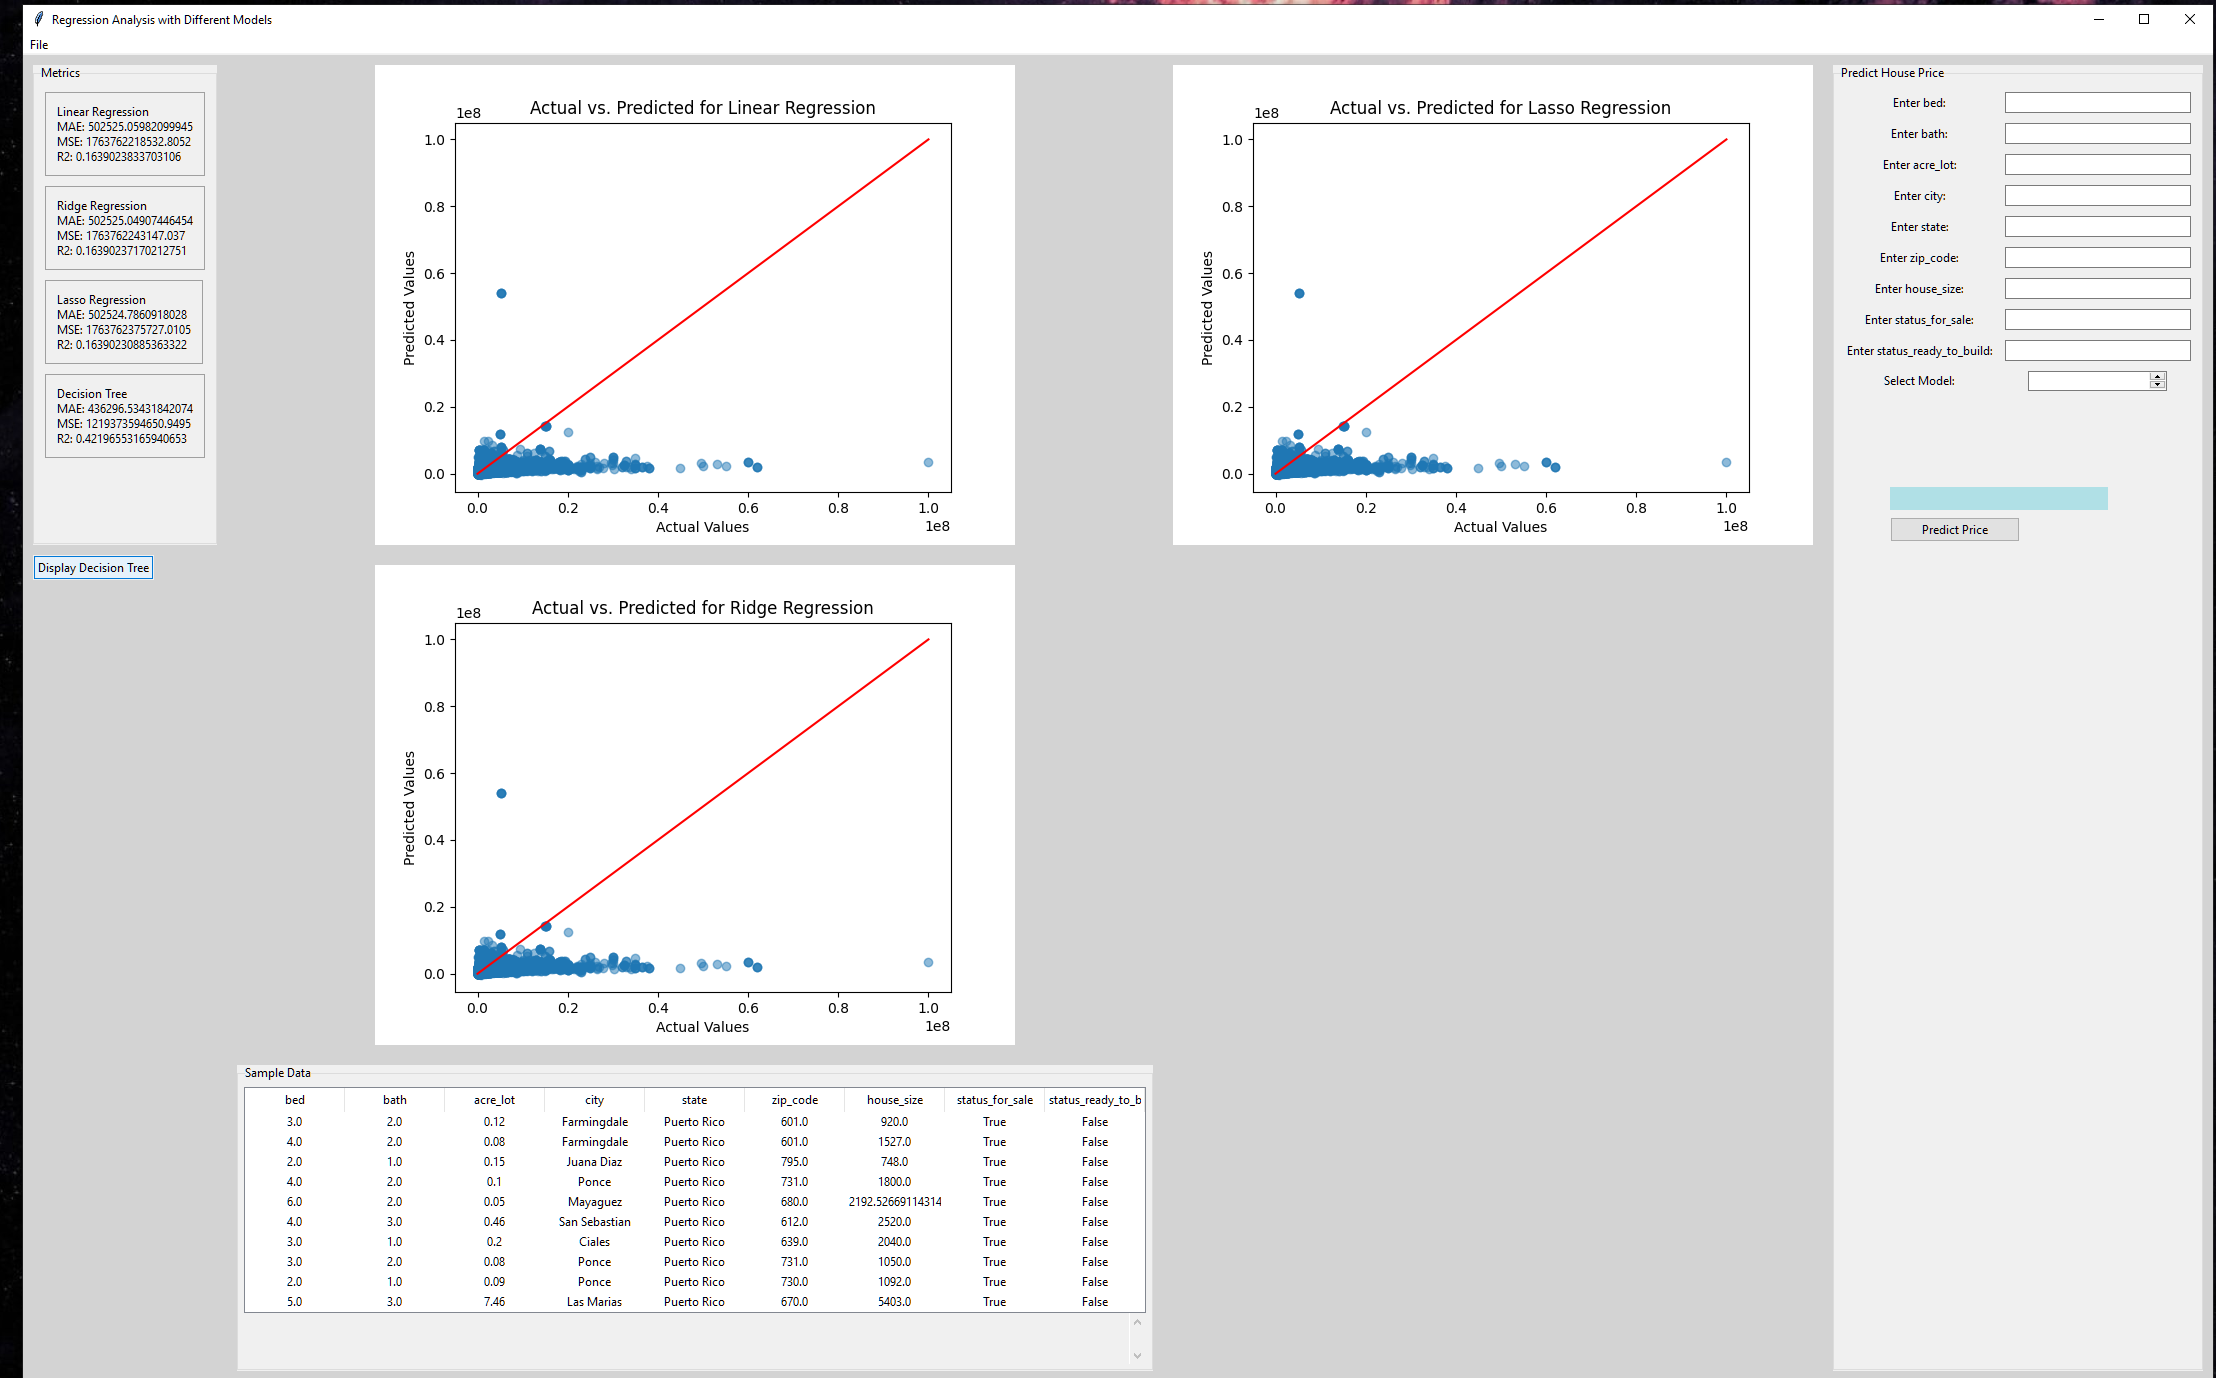 Regression Analysis with Different Models
File
Metrics
Linear Regression
MAE: 502525.05982099945
MSE: 1763762218532.8052
R2: 0.1639023833703106
Ridge Regression
MAE: 502525.04907446454
MSE: 1763762243147.037
R2: 0.16390237170212751
Lasso Regression
MAE: 502524.7860918028
MSE: 1763762375727.0105
R2: 0.16390230885363322
Decision Tree
MAE: 436296.53431842074
MSE: 1219373594650.9495
R2: 0.42196553165940653
Display Decision Tree
Actual vs. Predicted for Linear Regression
1e8
1.0
0.8
0.6
0.4
0.2
0.0
Predicted Values
0.0 0.2 0.4 0.6 0.8 1.0
Actual Values
1e8
Actual vs. Predicted for Lasso Regression
1e8
1.0
0.8
0.6
0.4
0.2
0.0
Predicted Values
0.0 0.2 0.4 0.6 0.8 1.0
Actual Values
1e8
Actual vs. Predicted for Ridge Regression
1e8
1.0
0.8
0.6
0.4
0.2
0.0
Predicted Values
0.0 0.2 0.4 0.6 0.8 1.0
Actual Values
1e8
Predict House Price
Enter bed:
Enter bath:
Enter acre_lot:
Enter city:
Enter state:
Enter zip_code:
Enter house_size:
Enter status_for_sale:
Enter status_ready_to_build:
Select Model:
Predict Price
Sample Data
bed bath acre_lot city state zip_code house_size status_for_sale status_ready_to_b
3.0 2.0 0.12 Farmingdale Puerto Rico 601.0 920.0 True False
4.0 2.0 0.08 Farmingdale Puerto Rico 601.0 1527.0 True False
2.0 1.0 0.15 Juana Diaz Puerto Rico 795.0 748.0 True False
4.0 2.0 0.1 Ponce Puerto Rico 731.0 1800.0 True False
6.0 2.0 0.05 Mayaguez Puerto Rico 680.0 2192.52669114314 True False
4.0 3.0 0.46 San Sebastian Puerto Rico 612.0 2520.0 True False
3.0 1.0 0.2 Ciales Puerto Rico 639.0 2040.0 True False
3.0 2.0 0.08 Ponce Puerto Rico 731.0 1050.0 True False
2.0 1.0 0.09 Ponce Puerto Rico 730.0 1092.0 True False
5.0 3.0 7.46 Las Marias Puerto Rico 670.0 5403.0 True False